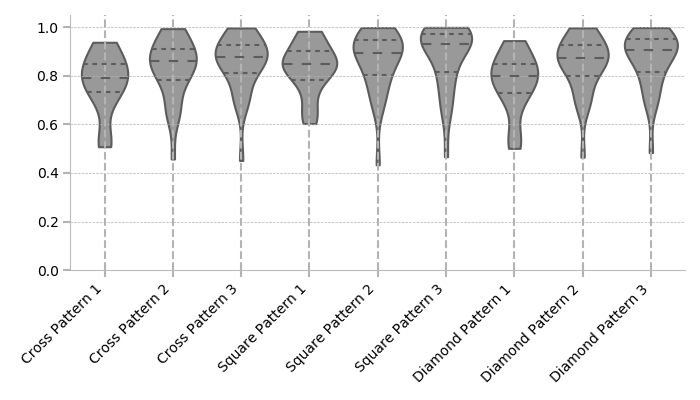 1.0
0.8
0.6
0.4
0.2
0.0
Cross Pattern 1
Cross Pattern 2
Cross Pattern 3
Square Pattern 1
Square Pattern 2
Square Pattern 3
Diamond Pattern 1
Diamond Pattern 2
Diamond Pattern 3